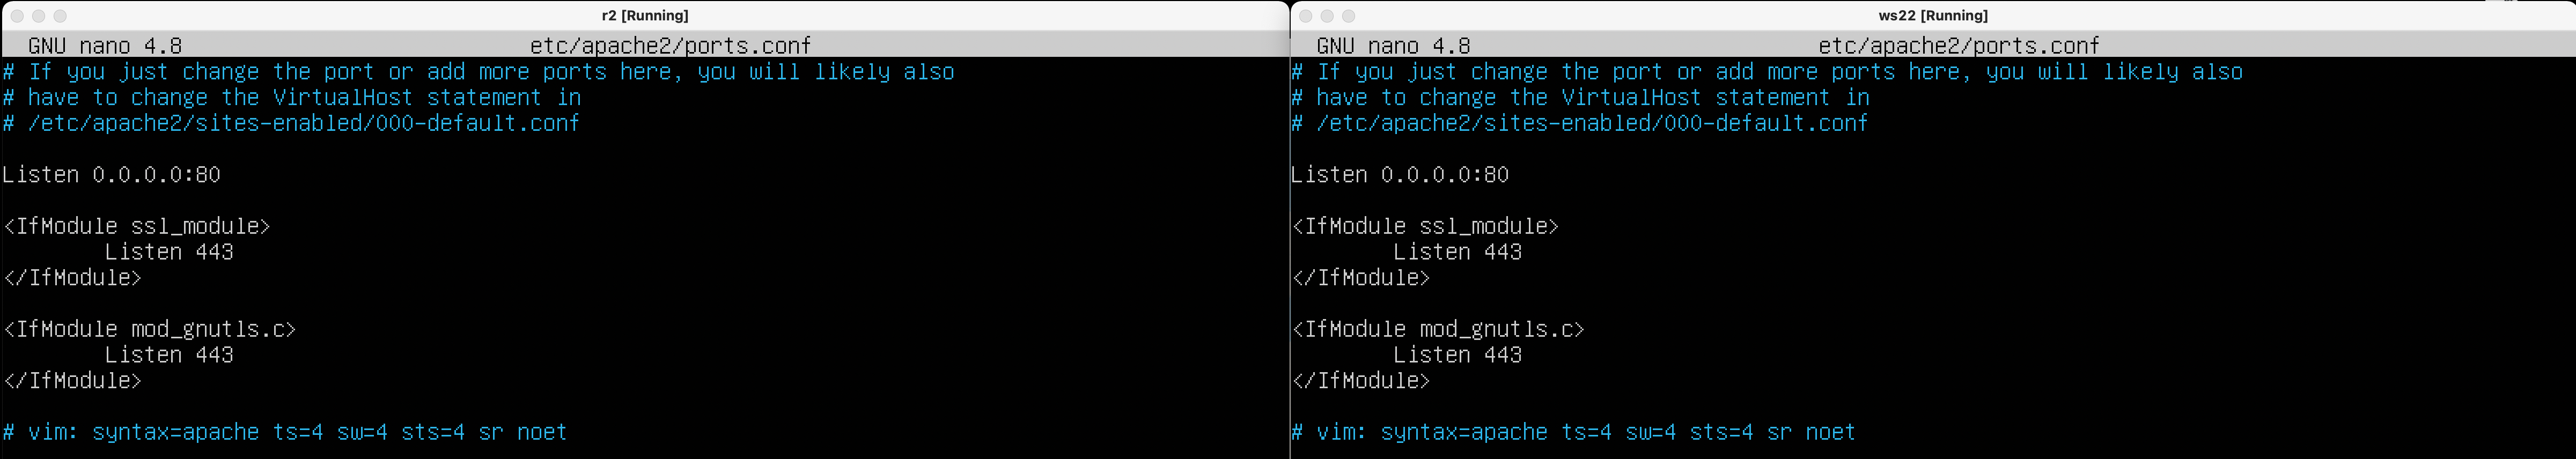 r2 [Running]
GNU nano 4.8 etc/apache2/ports.conf
# If you just change the port or add more ports here, you will likely also
# have to change the VirtualHost statement in
# /etc/apache2/sites-enabled/000-default.conf
Listen 0.0.0.0:80
<IfModule ssl_module>
Listen 443
</IfModule>
<IfModule mod_gnutls.c>
Listen 443
</IfModule>
# vim: syntax=apache ts=4 sw=4 sts=4 sr noet
ws22 [Running]
GNU nano 4.8 etc/apache2/ports.conf
# If you just change the port or add more ports here, you will likely also
# have to change the VirtualHost statement in
# /etc/apache2/sites-enabled/000-default.conf
Listen 0.0.0.0:80
<IfModule ssl_module>
Listen 443
</IfModule>
<IfModule mod_gnutls.c>
Listen 443
</IfModule>
# vim: syntax=apache ts=4 sw=4 sts=4 sr noet